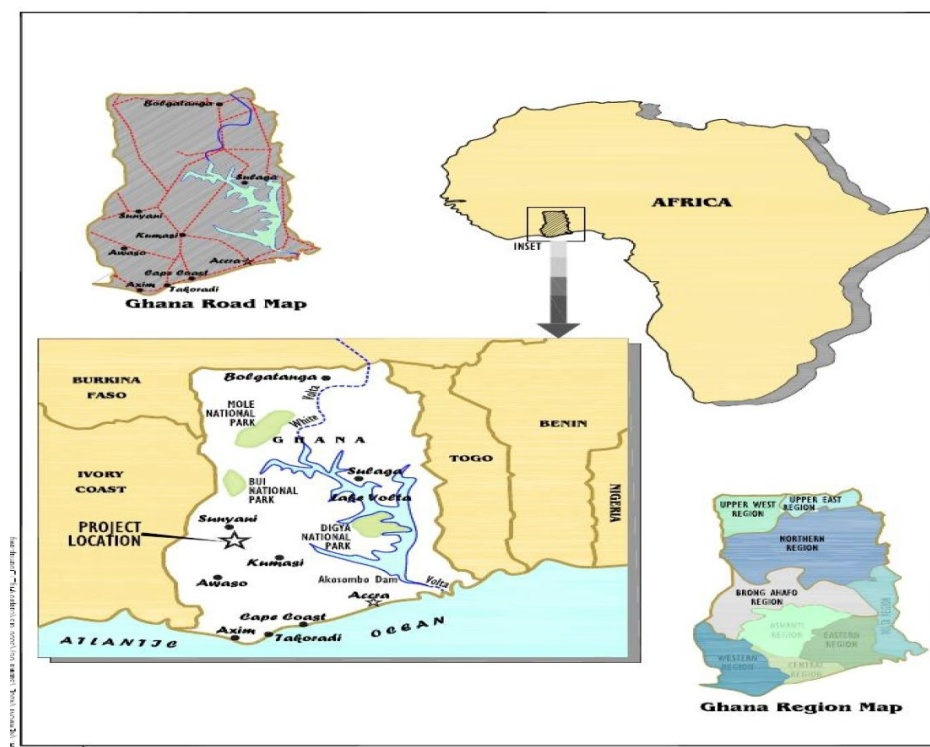 Bolgatanga
Sulaga
Sunyani
Kumasi
Awaso
Accra
Cape Coast
Axim
Takoradi
Ghana Road Map
AFRICA
INSET
BURKINA
FASO
Bolgatanga
MOLE
NATIONAL
PARK
White Volta
GHANA
TOGO
BENIN
NIGERIA
IVORY
COAST
BUI
NATIONAL
PARK
Sulaga
Lake Volta
PROJECT
LOCATION
Sunyani
DIGYA
NATIONAL
PARK
Kumasi
Awaso
Akosombo Dam
Volta
Accra
Cape Coast
Axim
Takoradi
ATLANTIC OCEAN
UPPER WEST
REGION
UPPER EAST
REGION
NORTHERN
REGION
BRONG AHAFO
REGION
ASHANTI
REGION
EASTERN
REGION
WESTERN
REGION
CENTRAL
REGION
Ghana Region Map